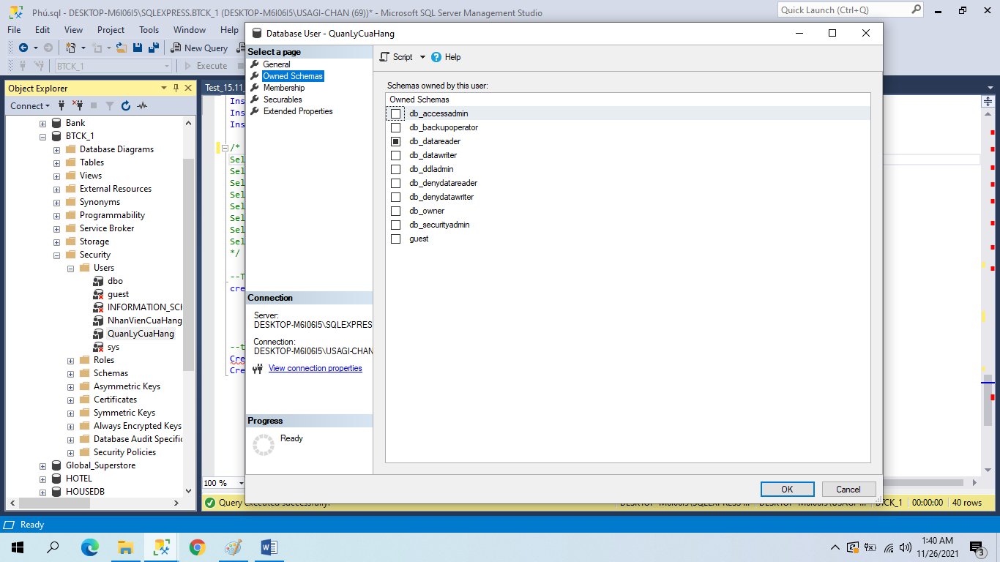 Phú.sql - DESKTOP-M6I06I5\SQLEXPRESS.BTCK_1 (DESKTOP-M6I06I5\USAGI-CHAN (69))* - Microsoft SQL Server Management Studio
Quick Launch (Ctrl+Q)
File Edit View Project Tools Window Help
New Query
BTCK_1
Execute
Object Explorer
Connect
Bank
BTCK_1
Database Diagrams
Tables
Views
External Resources
Synonyms
Programmability
Service Broker
Storage
Security
Users
dbo
guest
INFORMATION_SCH
NhanVienCuaHang
QuanLyCuaHang
sys
Roles
Schemas
Asymmetric Keys
Certificates
Symmetric Keys
Always Encrypted Keys
Database Audit Specific
Security Policies
Global_Superstore
HOTEL
HOUSEDB
Test_15.11
Ins
Ins
Ins
/*
Sel
Sel
Sel
Sel
Sel
Sel
Sel
Sel
*/
--T
cre
--t
Cre
Cre
100 %
Database User - QuanLyCuaHang
Select a page
General
Owned Schemas
Membership
Securables
Extended Properties
Connection
Server:
DESKTOP-M6I06I5\SQLEXPRES
Connection:
DESKTOP-M6I06I5\USAGI-CHAN
View connection properties
Progress
Ready
Script Help
Schemas owned by this user:
Owned Schemas
db_accessadmin
db_backupoperator
db_datareader
db_datawriter
db_ddladmin
db_denydatareader
db_denydatawriter
db_owner
db_securityadmin
guest
OK Cancel
Query executed successfully.
DESKTOP-M6I06I5\SQLEXPRESS ... DESKTOP-M6I06I5\USAGI-... BTCK_1 00:00:00 40 rows
Ready
1:40 AM
11/26/2021
3